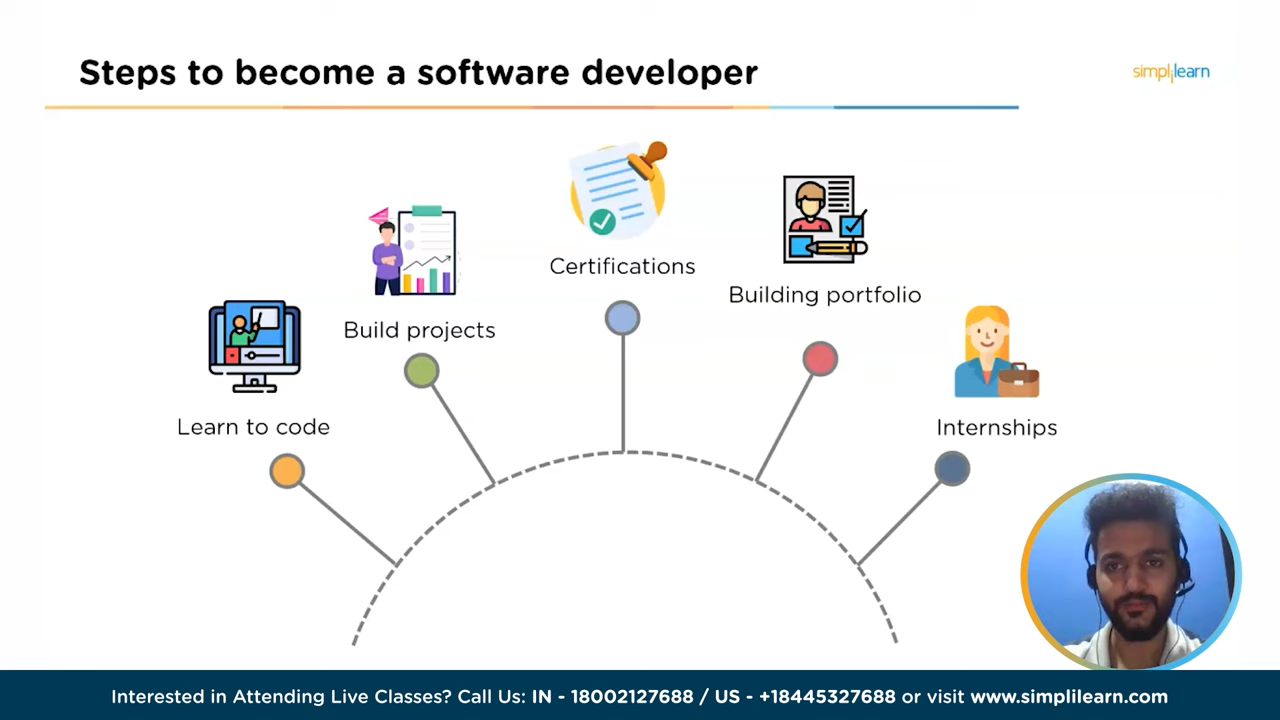 Steps to become a software developer
simplilearn
Certifications
Building portfolio
Build projects
Learn to code
Internships
Interested in Attending Live Classes? Call Us: IN - 18002127688 / US - +18445327688 or visit www.simplilearn.com